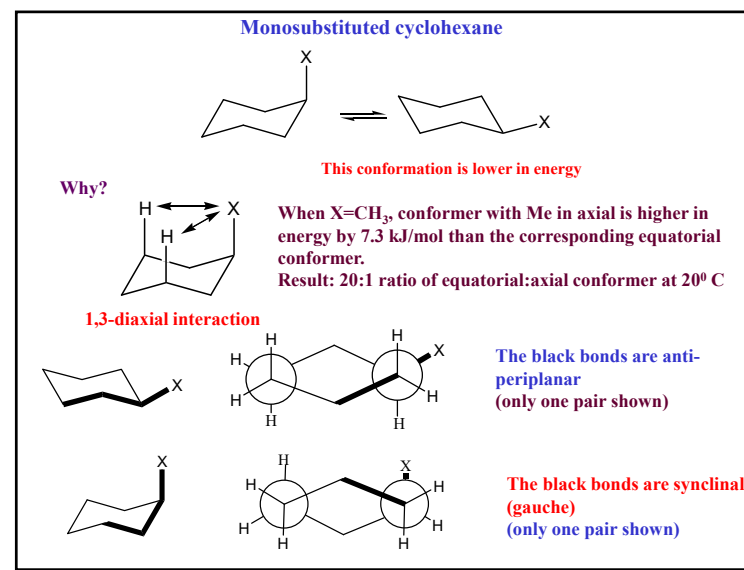 Monosubstituted cyclohexane
X
X
This conformation is lower in energy
Why?
H
X
H
When X=CH₃, conformer with Me in axial is higher in
energy by 7.3 kJ/mol than the corresponding equatorial
conformer.
Result: 20:1 ratio of equatorial:axial conformer at 20⁰ C
1,3-diaxial interaction
X
H
H
H
H
H
X
H
H
The black bonds are anti-
periplanar
(only one pair shown)
X
H
H
H
H
X
H
H
H
The black bonds are synclinal
(gauche)
(only one pair shown)